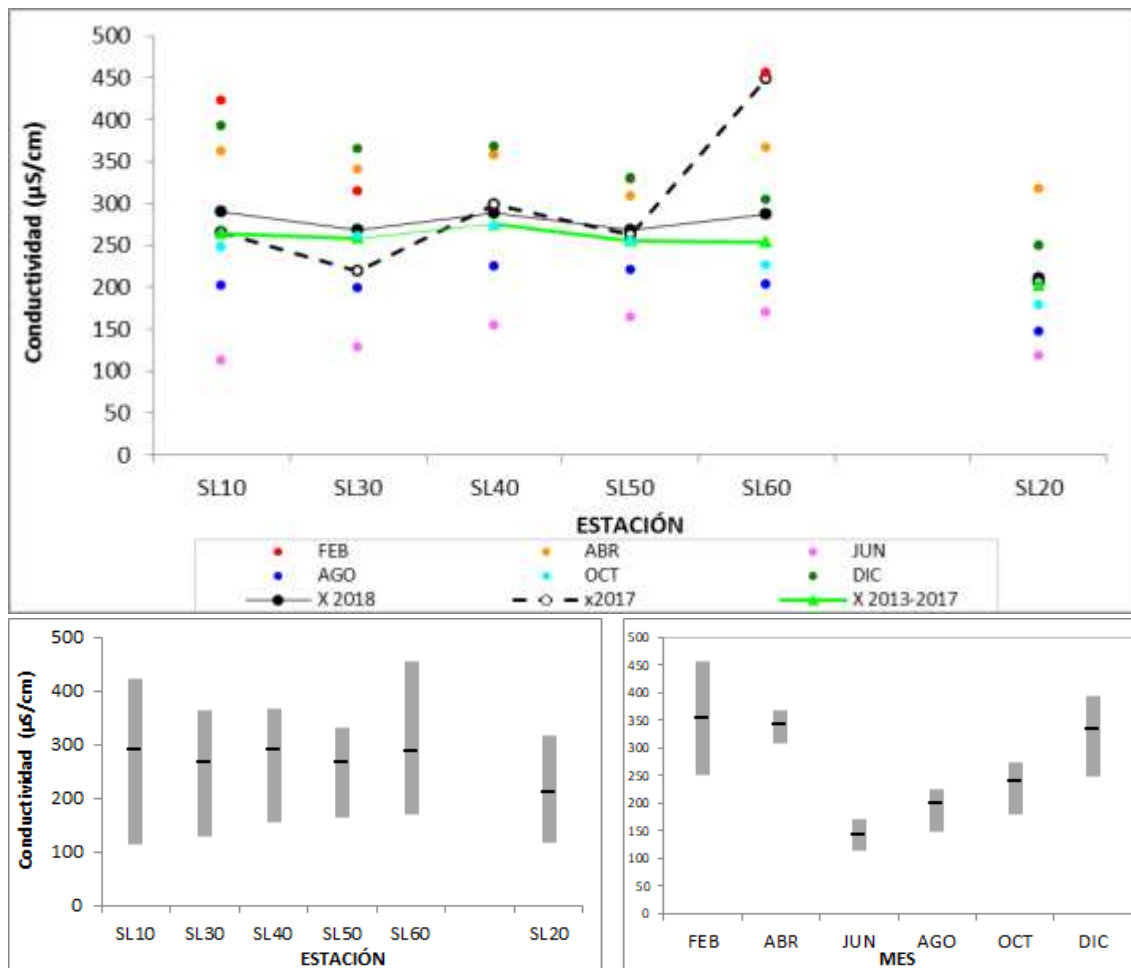 500
450
400
350
300
250
200
150
100
50
0
Conductividad (µS/cm)
SL10 SL30 SL40 SL50 SL60 SL20
ESTACIÓN
FEB ABR JUN
AGO OCT DIC
X 2018 x2017 X 2013-2017
500
400
300
200
100
0
Conductividad (µS/cm)
SL10 SL30 SL40 SL50 SL60 SL20
ESTACIÓN
500
450
400
350
300
250
200
150
100
50
0
FEB ABR JUN AGO OCT DIC
MES